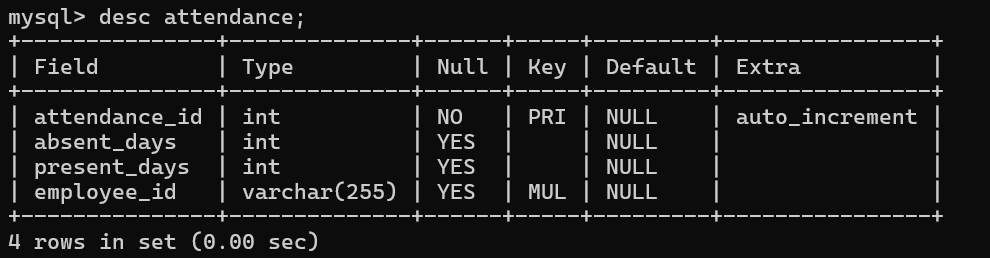 mysql> desc attendance;
+---------------+--------------+------+-----+---------+----------------+
| Field         | Type         | Null | Key | Default | Extra          |
+---------------+--------------+------+-----+---------+----------------+
| attendance_id | int          | NO   | PRI | NULL    | auto_increment |
| absent_days   | int          | YES  |     | NULL    |                |
| present_days  | int          | YES  |     | NULL    |                |
| employee_id   | varchar(255) | YES  | MUL | NULL    |                |
+---------------+--------------+------+-----+---------+----------------+
4 rows in set (0.00 sec)